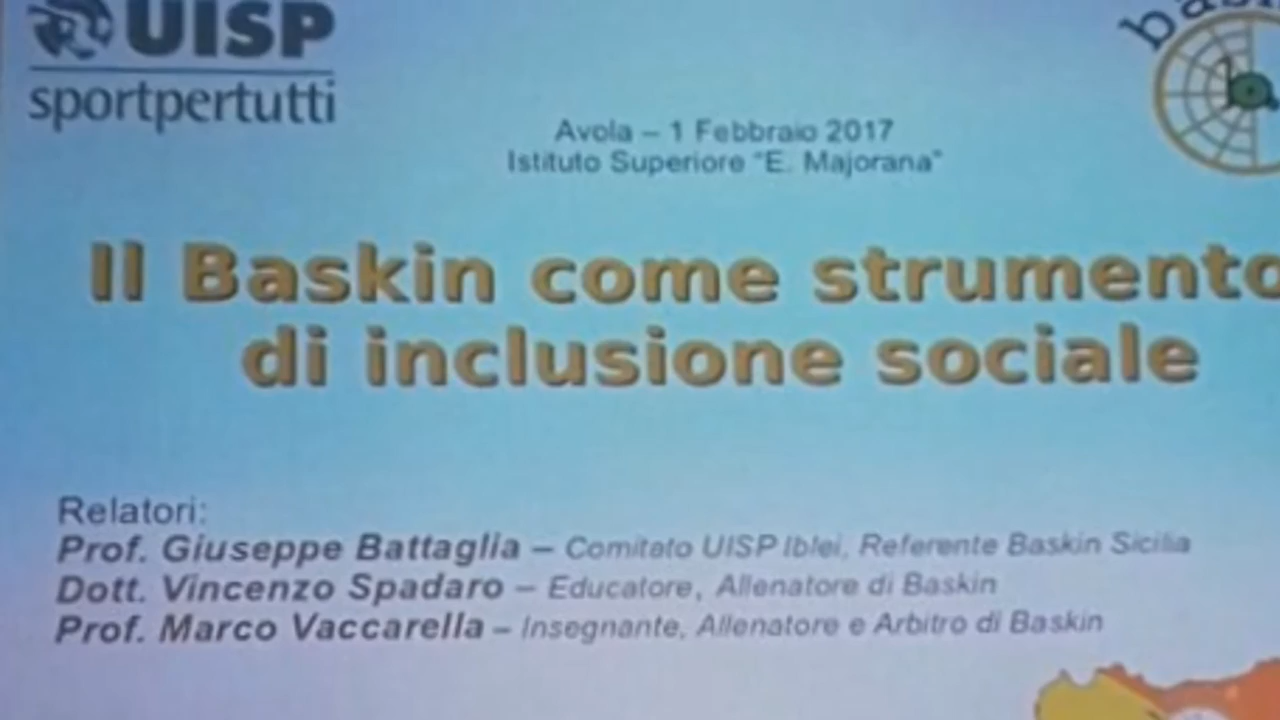 UISP
sportpertutti
baskin
Avola – 1 Febbraio 2017
Istituto Superiore "E. Majorana"
Il Baskin come strumento
di inclusione sociale
Relatori:
Prof. Giuseppe Battaglia – Comitato UISP Iblei, Referente Baskin Sicilia
Dott. Vincenzo Spadaro – Educatore, Allenatore di Baskin
Prof. Marco Vaccarella – Insegnante, Allenatore e Arbitro di Baskin